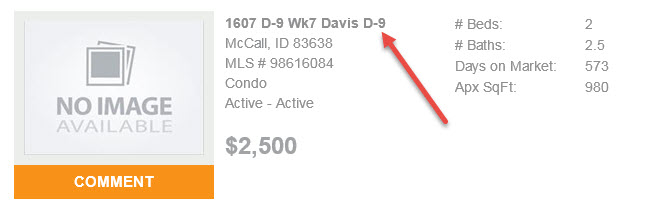 NO IMAGE
AVAILABLE
COMMENT
1607 D-9 Wk7 Davis D-9
McCall, ID 83638
MLS # 98616084
Condo
Active - Active
$2,500
# Beds: 2
# Baths: 2.5
Days on Market: 573
Apx SqFt: 980